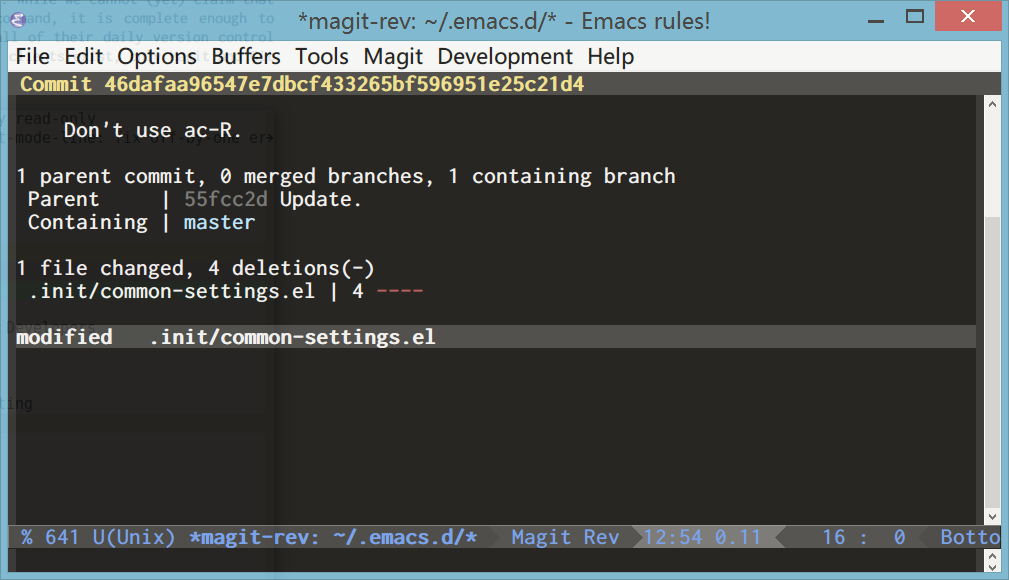 *magit-rev: ~/.emacs.d/* - Emacs rules!
File Edit Options Buffers Tools Magit Development Help
Commit 46dafaa96547e7dbcf433265bf596951e25c21d4
Don't use ac-R.
1 parent commit, 0 merged branches, 1 containing branch
Parent | 55fcc2d Update.
Containing | master
1 file changed, 4 deletions(-)
.init/common-settings.el | 4 ----
modified .init/common-settings.el
% 641 U(Unix) *magit-rev: ~/.emacs.d/* Magit Rev 12:54 0.11 16 : 0 Botto